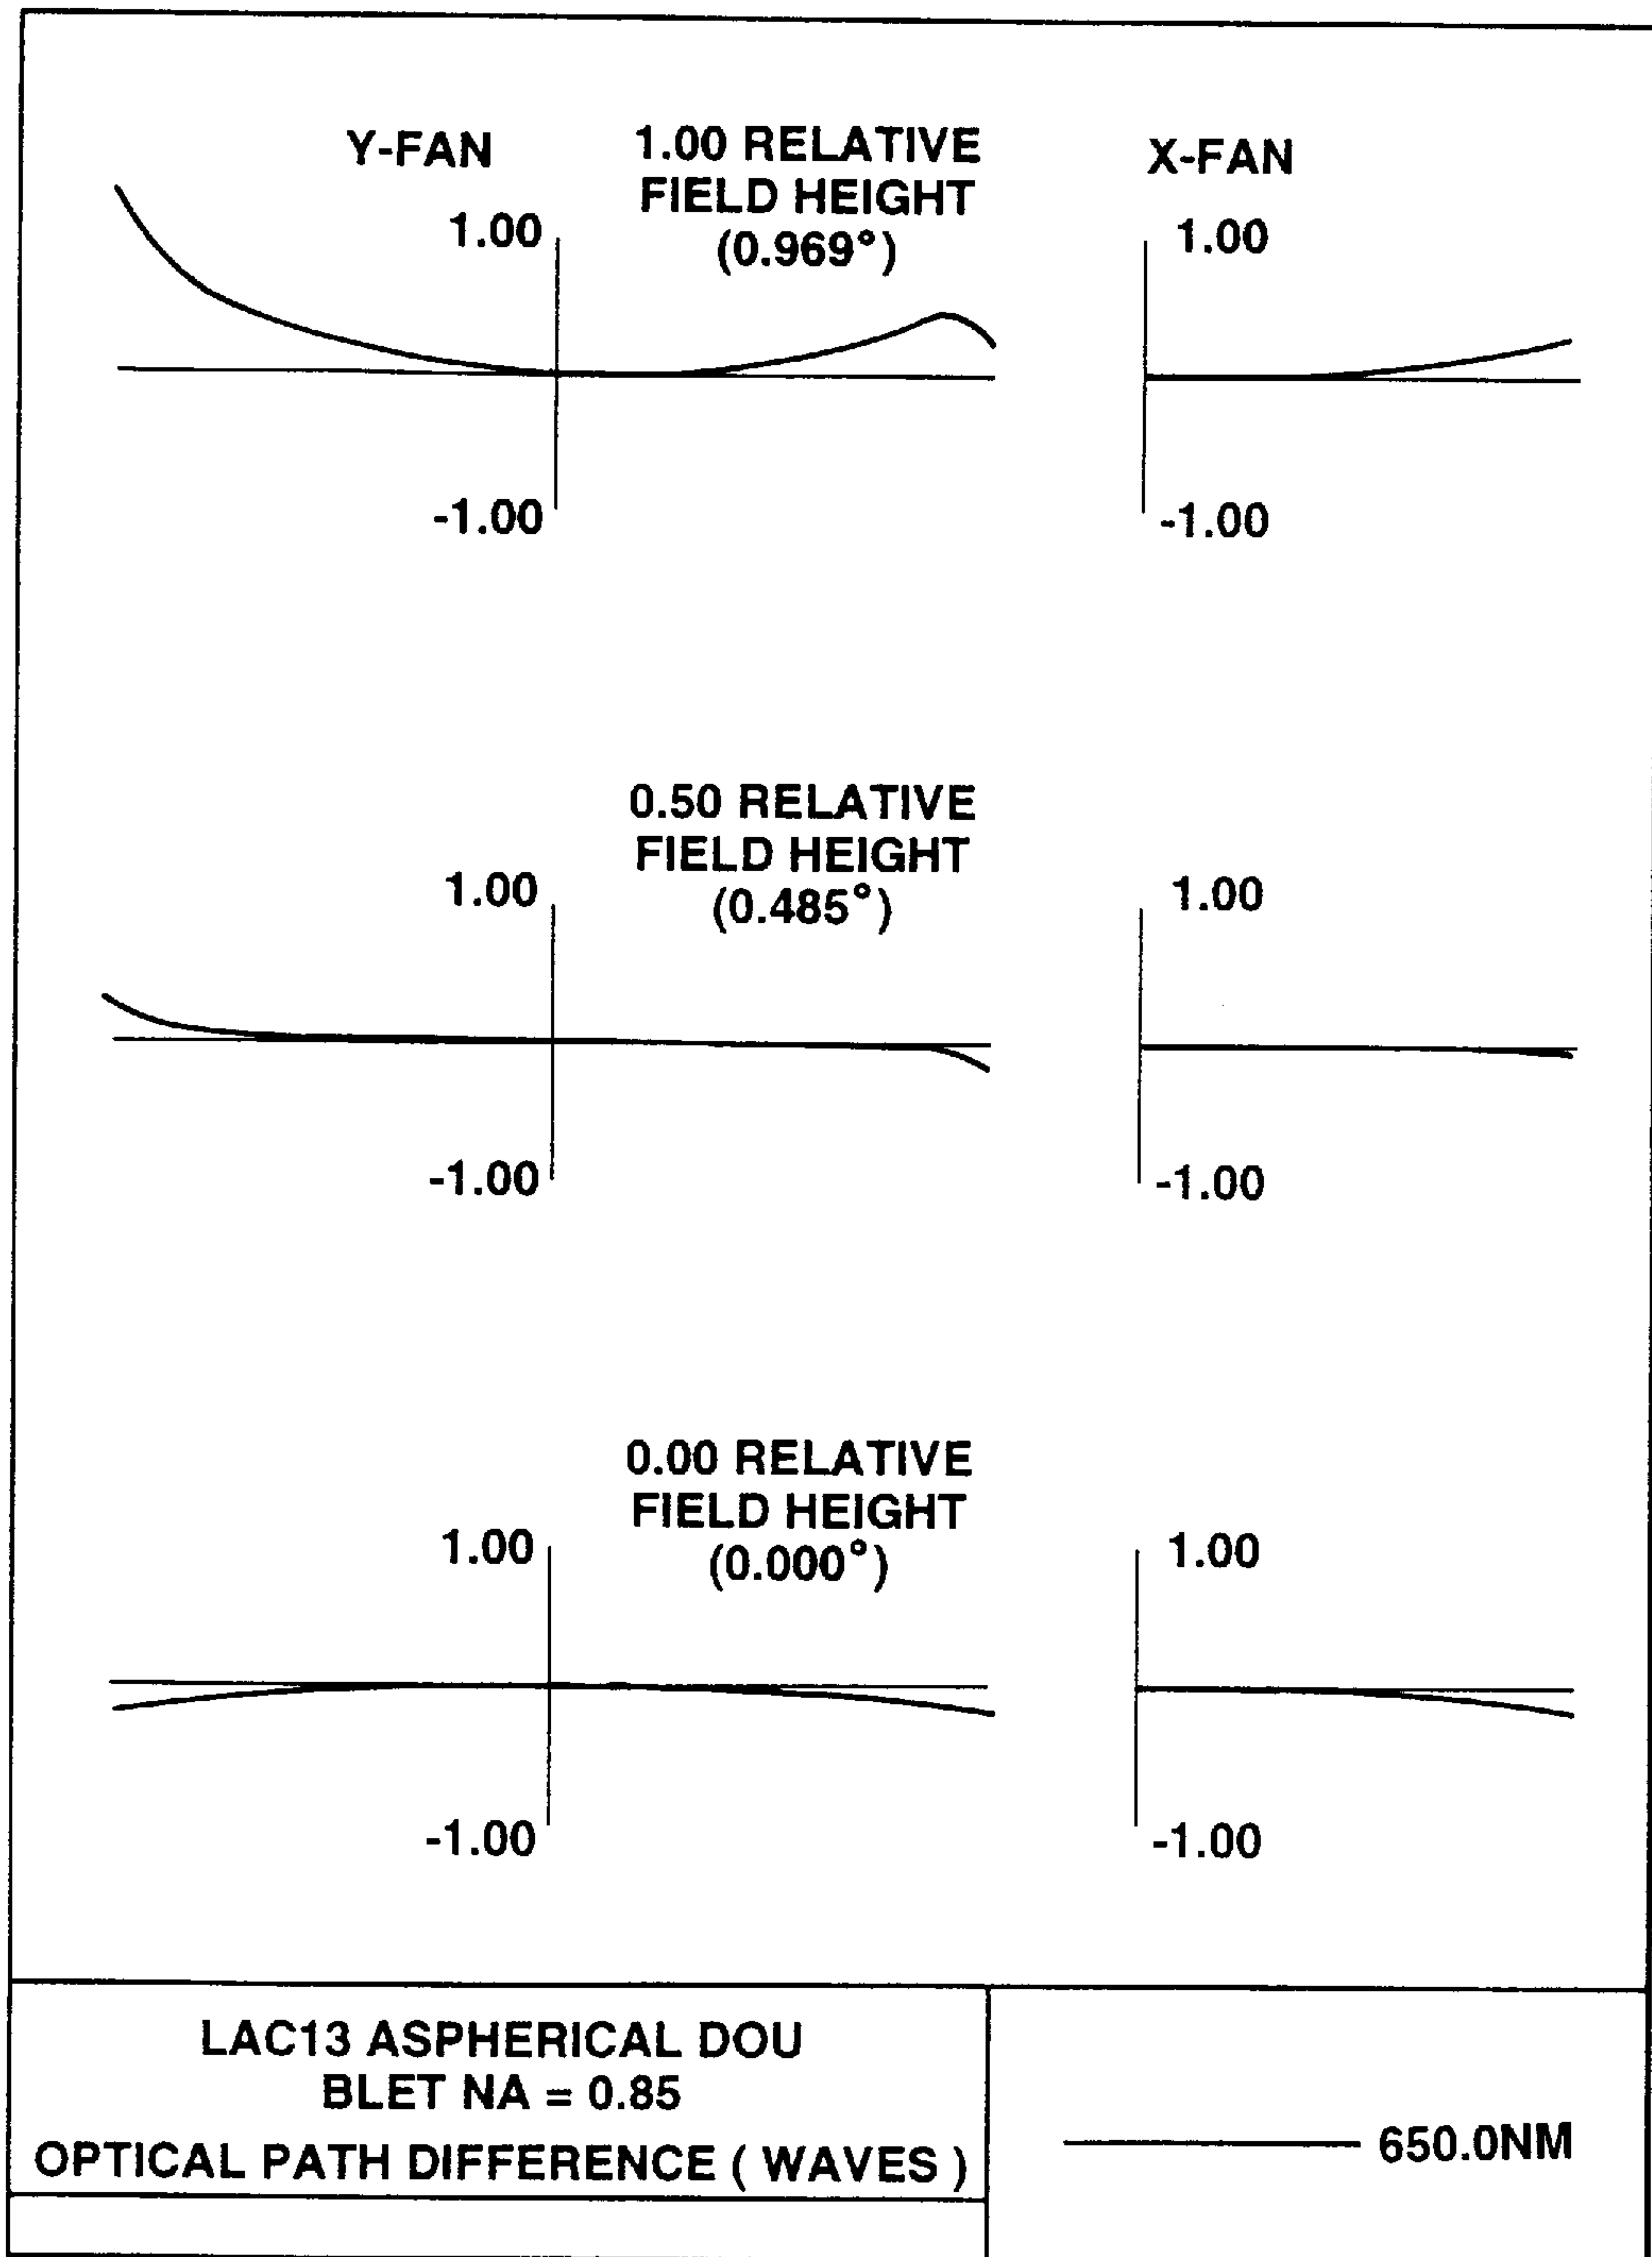 Y-FAN
1.00 RELATIVE
FIELD HEIGHT
(0.969°)
X-FAN
1.00
1.00
-1.00
-1.00
0.50 RELATIVE
FIELD HEIGHT
(0.485°)
1.00
1.00
-1.00
-1.00
0.00 RELATIVE
FIELD HEIGHT
(0.000°)
1.00
1.00
-1.00
-1.00
LAC13 ASPHERICAL DOU
BLET NA = 0.85
OPTICAL PATH DIFFERENCE ( WAVES )
650.0NM